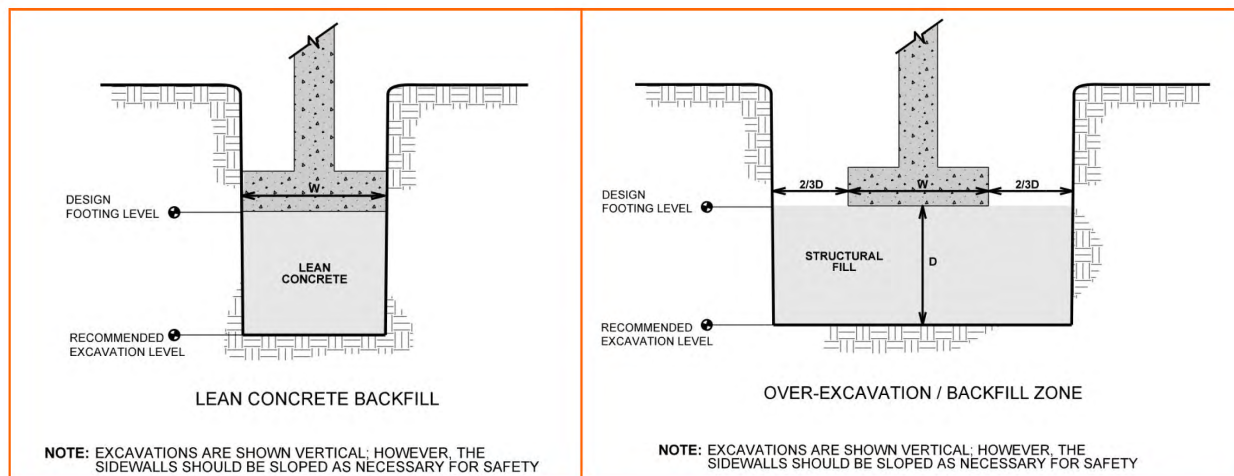 N
W
DESIGN
FOOTING LEVEL
LEAN
CONCRETE
RECOMMENDED
EXCAVATION LEVEL
LEAN CONCRETE BACKFILL
NOTE: EXCAVATIONS ARE SHOWN VERTICAL; HOWEVER, THE
SIDEWALLS SHOULD BE SLOPED AS NECESSARY FOR SAFETY
N
2/3D
W
2/3D
DESIGN
FOOTING LEVEL
STRUCTURAL
FILL
D
RECOMMENDED
EXCAVATION LEVEL
OVER-EXCAVATION / BACKFILL ZONE
NOTE: EXCAVATIONS ARE SHOWN VERTICAL; HOWEVER, THE
SIDEWALLS SHOULD BE SLOPED AS NECESSARY FOR SAFETY